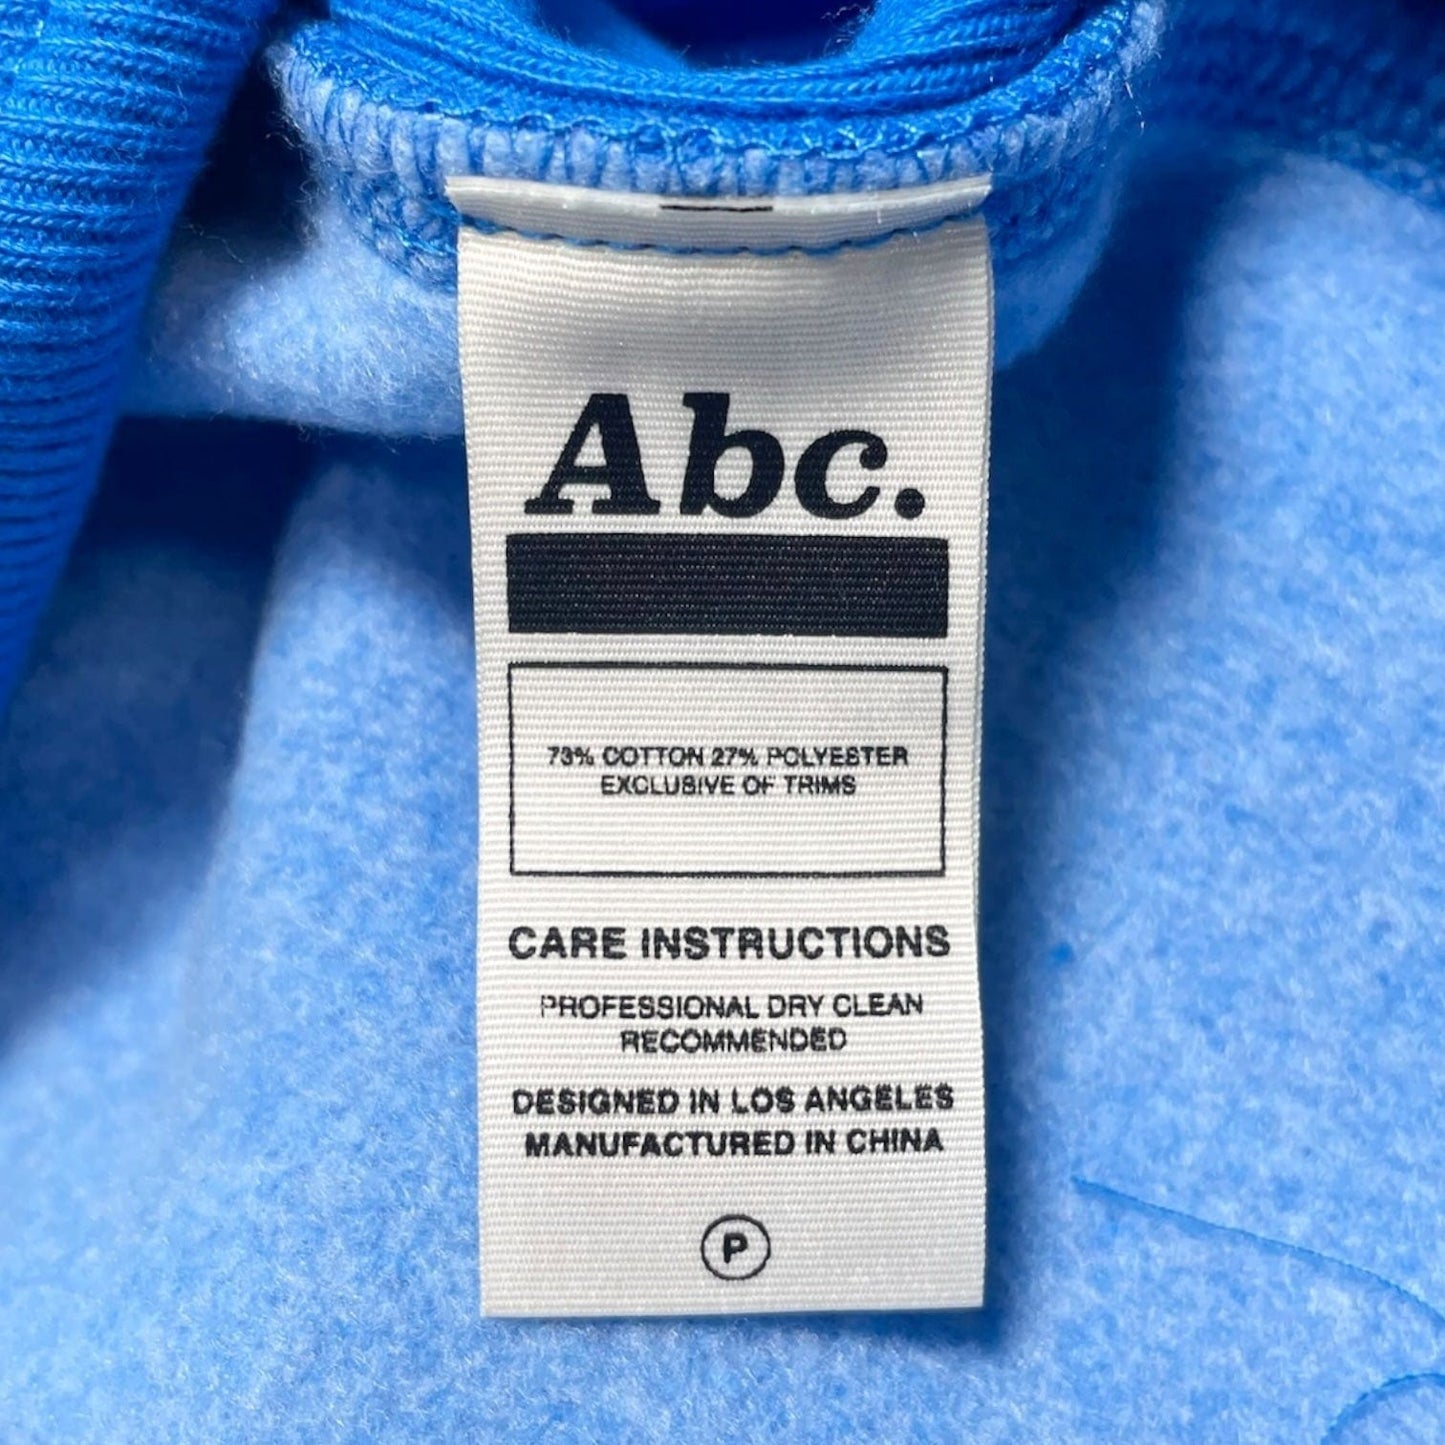 Abc.
73% COTTON 27% POLYESTER
EXCLUSIVE OF TRIMS
CARE INSTRUCTIONS
PROFESSIONAL DRY CLEAN
RECOMMENDED
DESIGNED IN LOS ANGELES
MANUFACTURED IN CHINA
P